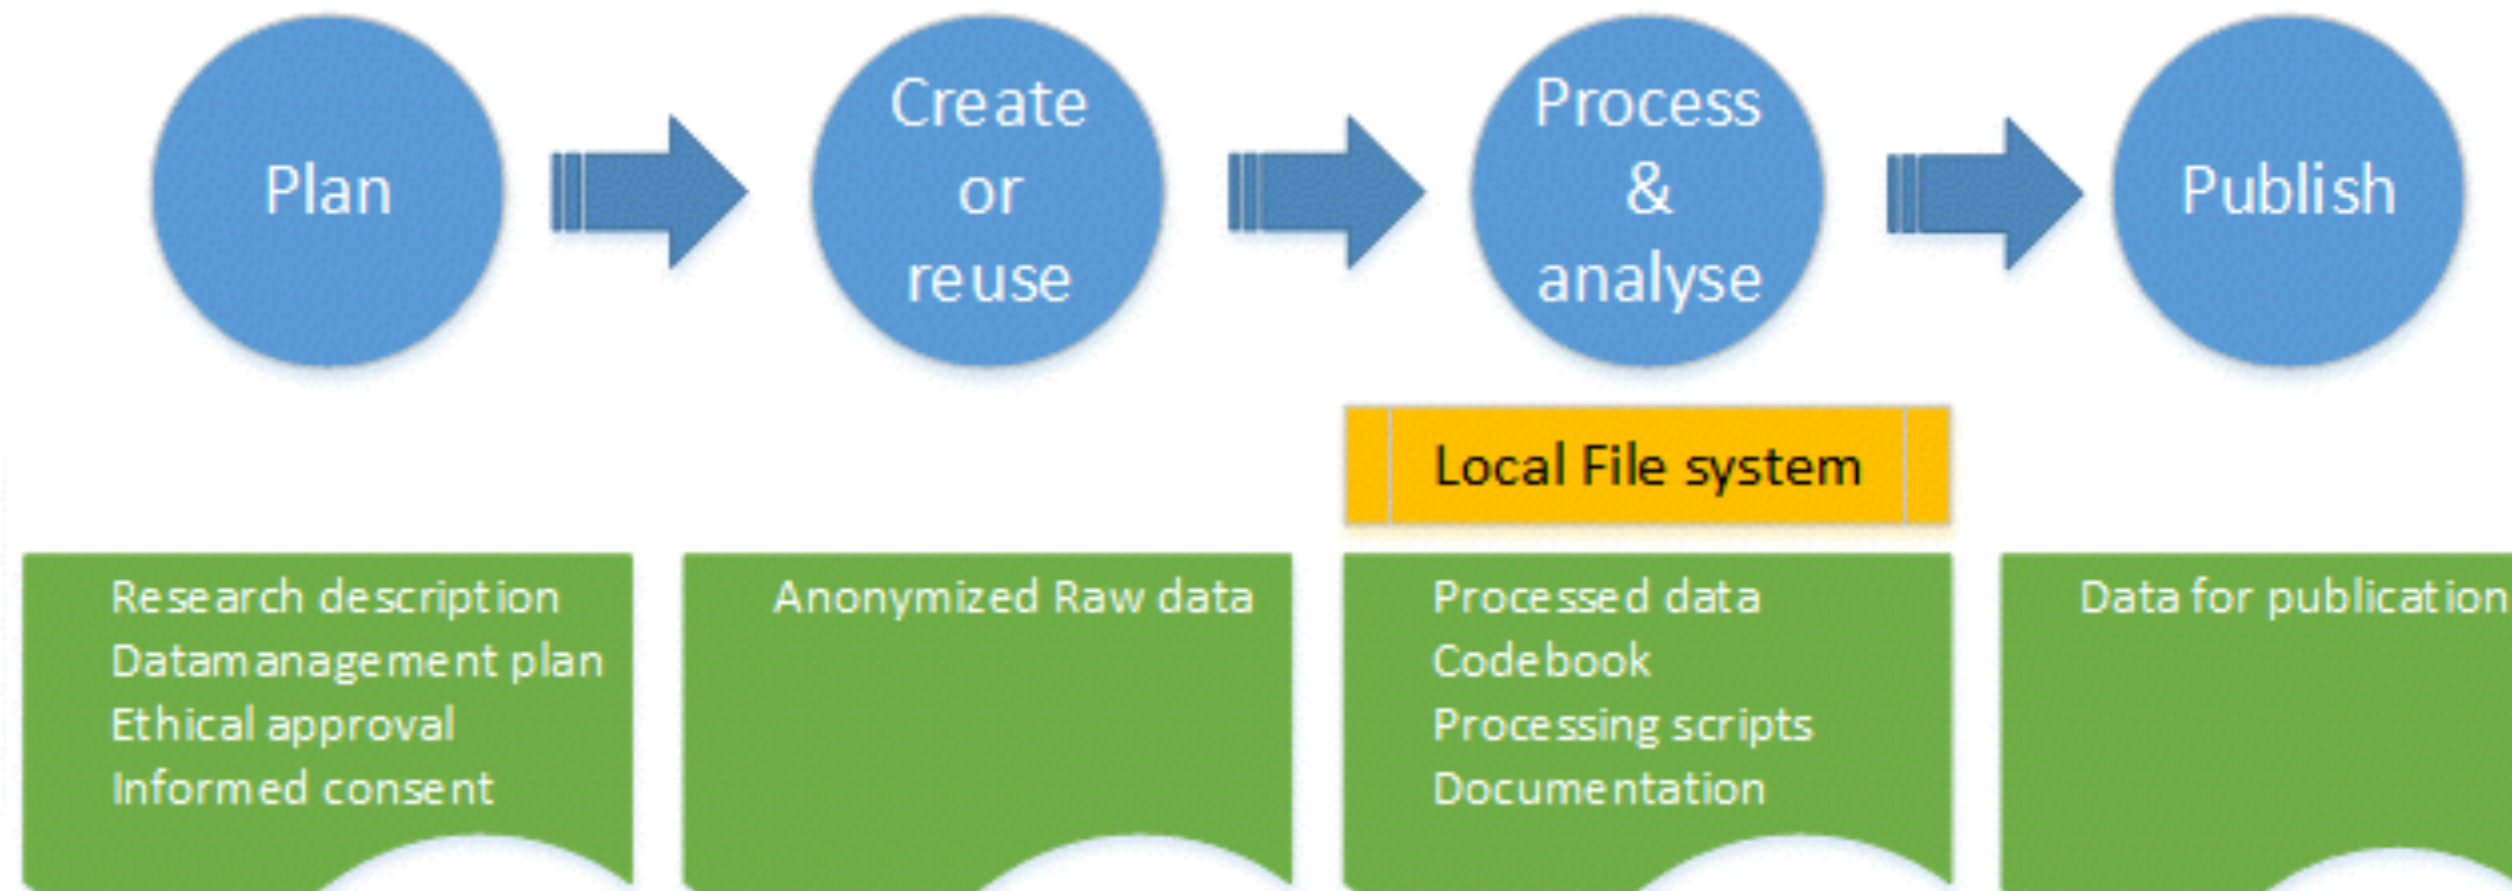 Plan
Create
or
reuse
Process
&
analyse
Publish
Local File system
Research description
Datamanagement plan
Ethical approval
Informed consent
Anonymized Raw data
Processed data
Codebook
Processing scripts
Documentation
Data for publication